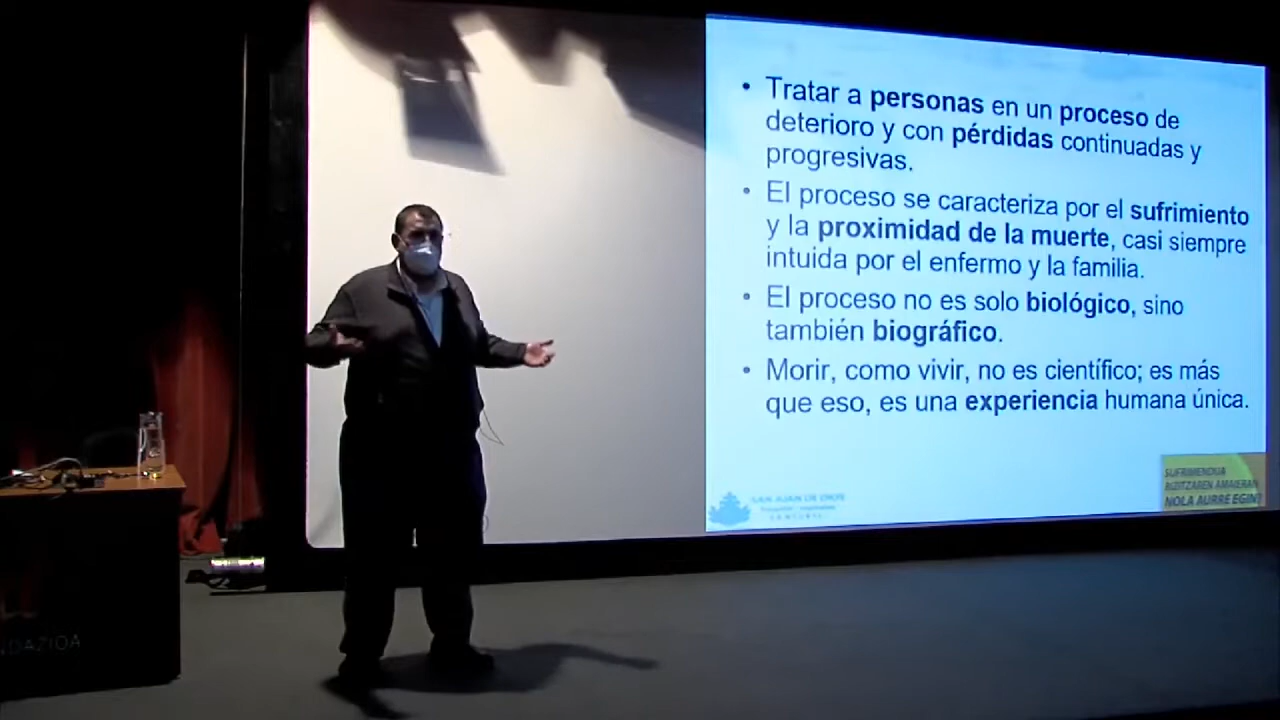 • Tratar a personas en un proceso de
deterioro y con pérdidas continuadas y
progresivas.
• El proceso se caracteriza por el sufrimiento
y la proximidad de la muerte, casi siempre
intuida por el enfermo y la familia.
• El proceso no es solo biológico, sino
también biográfico.
• Morir, como vivir, no es científico; es más
que eso, es una experiencia humana única.
SAN JUAN DE DIOS
SUFRIMENDUA
BIZITZAREN AMAIERAN
NOLA AURRE EGIN?
NDAZIOA